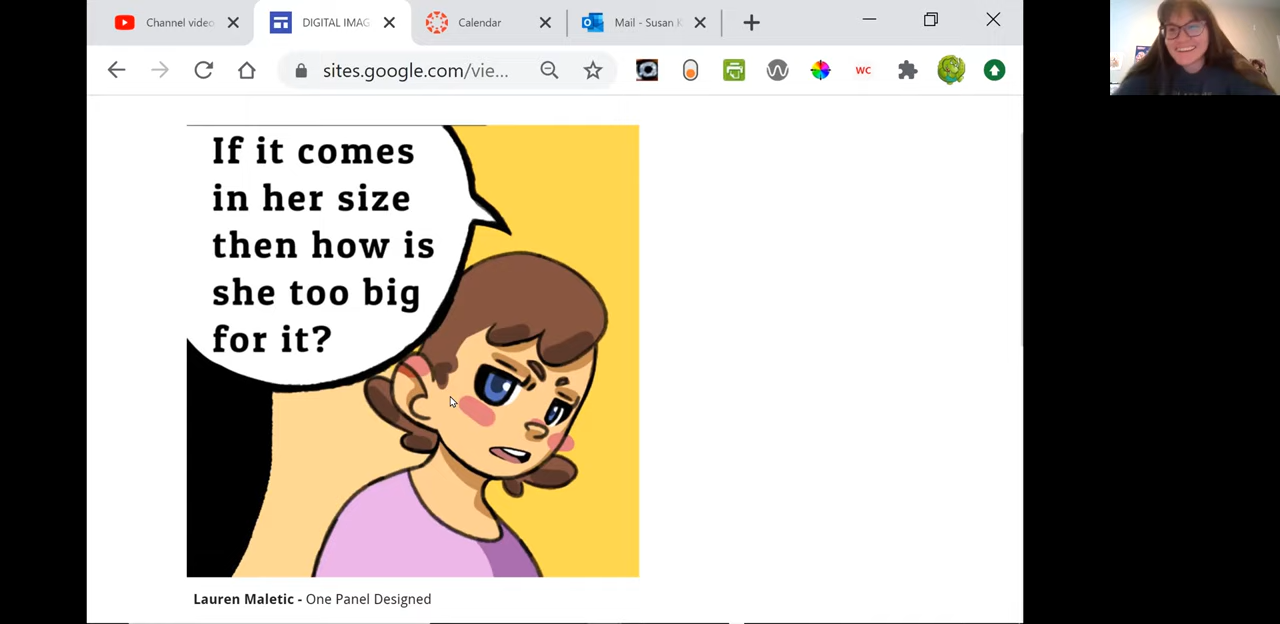 Channel video
DIGITAL IMAG
Calendar
Mail - Susan K
sites.google.com/vie...
WC
If it comes
in her size
then how is
she too big
for it?
Lauren Maletic - One Panel Designed